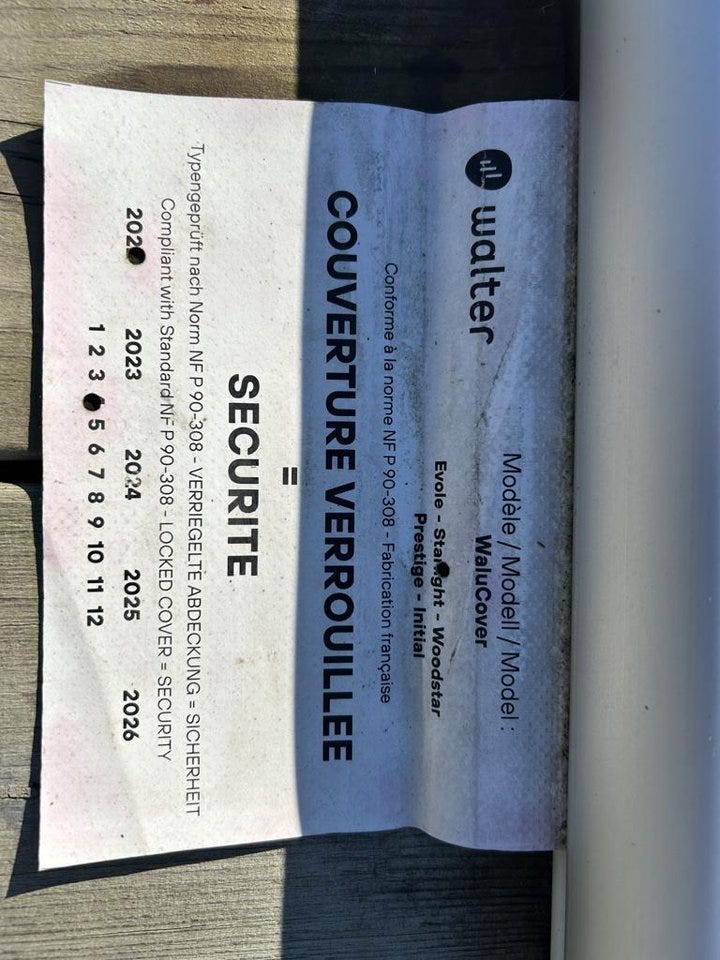 walter
Modèle / Modell / Model :
WaluCover
Evole - - Woodstar
Prestige - Initial
Conforme à la norme NF P 90-308 - Fabrication française
COUVERTURE VERROUILLEE
=
SECURITE
Typengeprüft nach Norm NF P 90-308 - VERRIEGELTE ABDECKUNG = SICHERHEIT
Compliant with Standard NF P 90-308 - LOCKED COVER = SECURITY
2023 2024 2025 2026
1 2 3 5 6 7 8 9 10 11 12